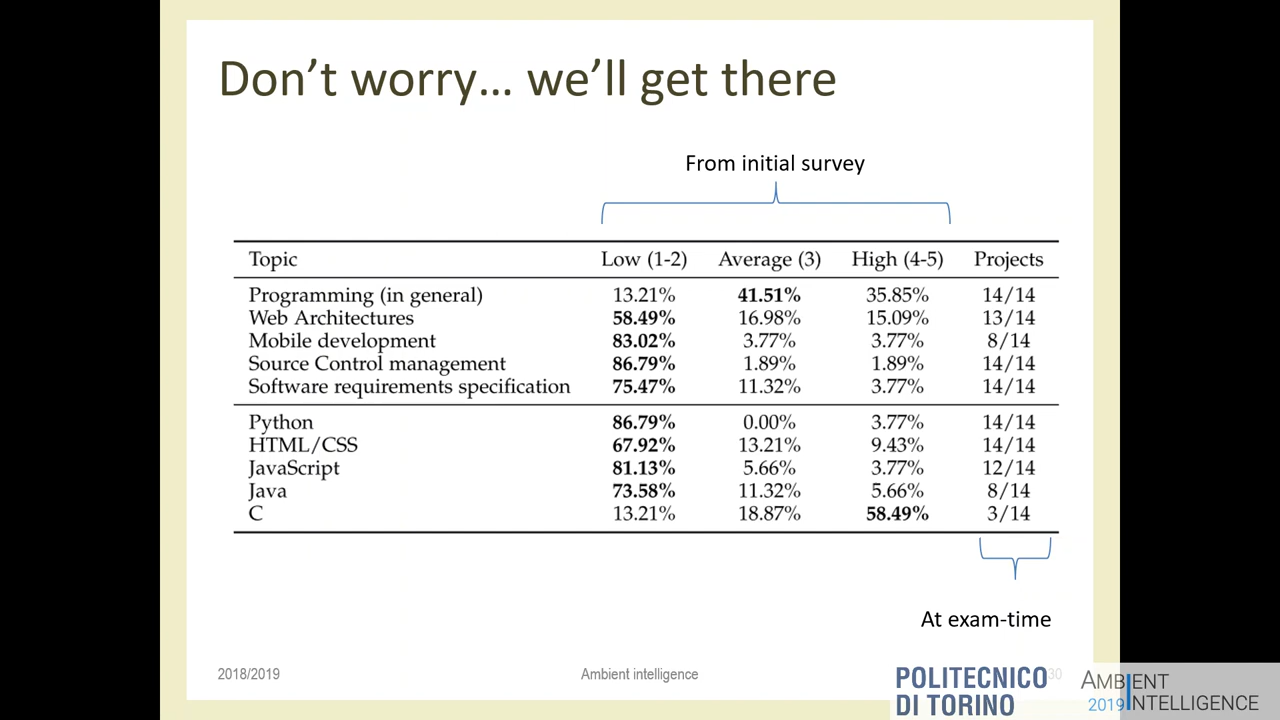 Don't worry... we'll get there
From initial survey
Topic Low (1-2) Average (3) High (4-5) Projects
Programming (in general) 13.21% 41.51% 35.85% 14/14
Web Architectures 58.49% 16.98% 15.09% 13/14
Mobile development 83.02% 3.77% 3.77% 8/14
Source Control management 86.79% 1.89% 1.89% 14/14
Software requirements specification 75.47% 11.32% 3.77% 14/14
Python 86.79% 0.00% 3.77% 14/14
HTML/CSS 67.92% 13.21% 9.43% 14/14
JavaScript 81.13% 5.66% 3.77% 12/14
Java 73.58% 11.32% 5.66% 8/14
C 13.21% 18.87% 58.49% 3/14
At exam-time
2018/2019 Ambient intelligence 30
POLITECNICO
DI TORINO
AMBIENT
2019 INTELLIGENCE